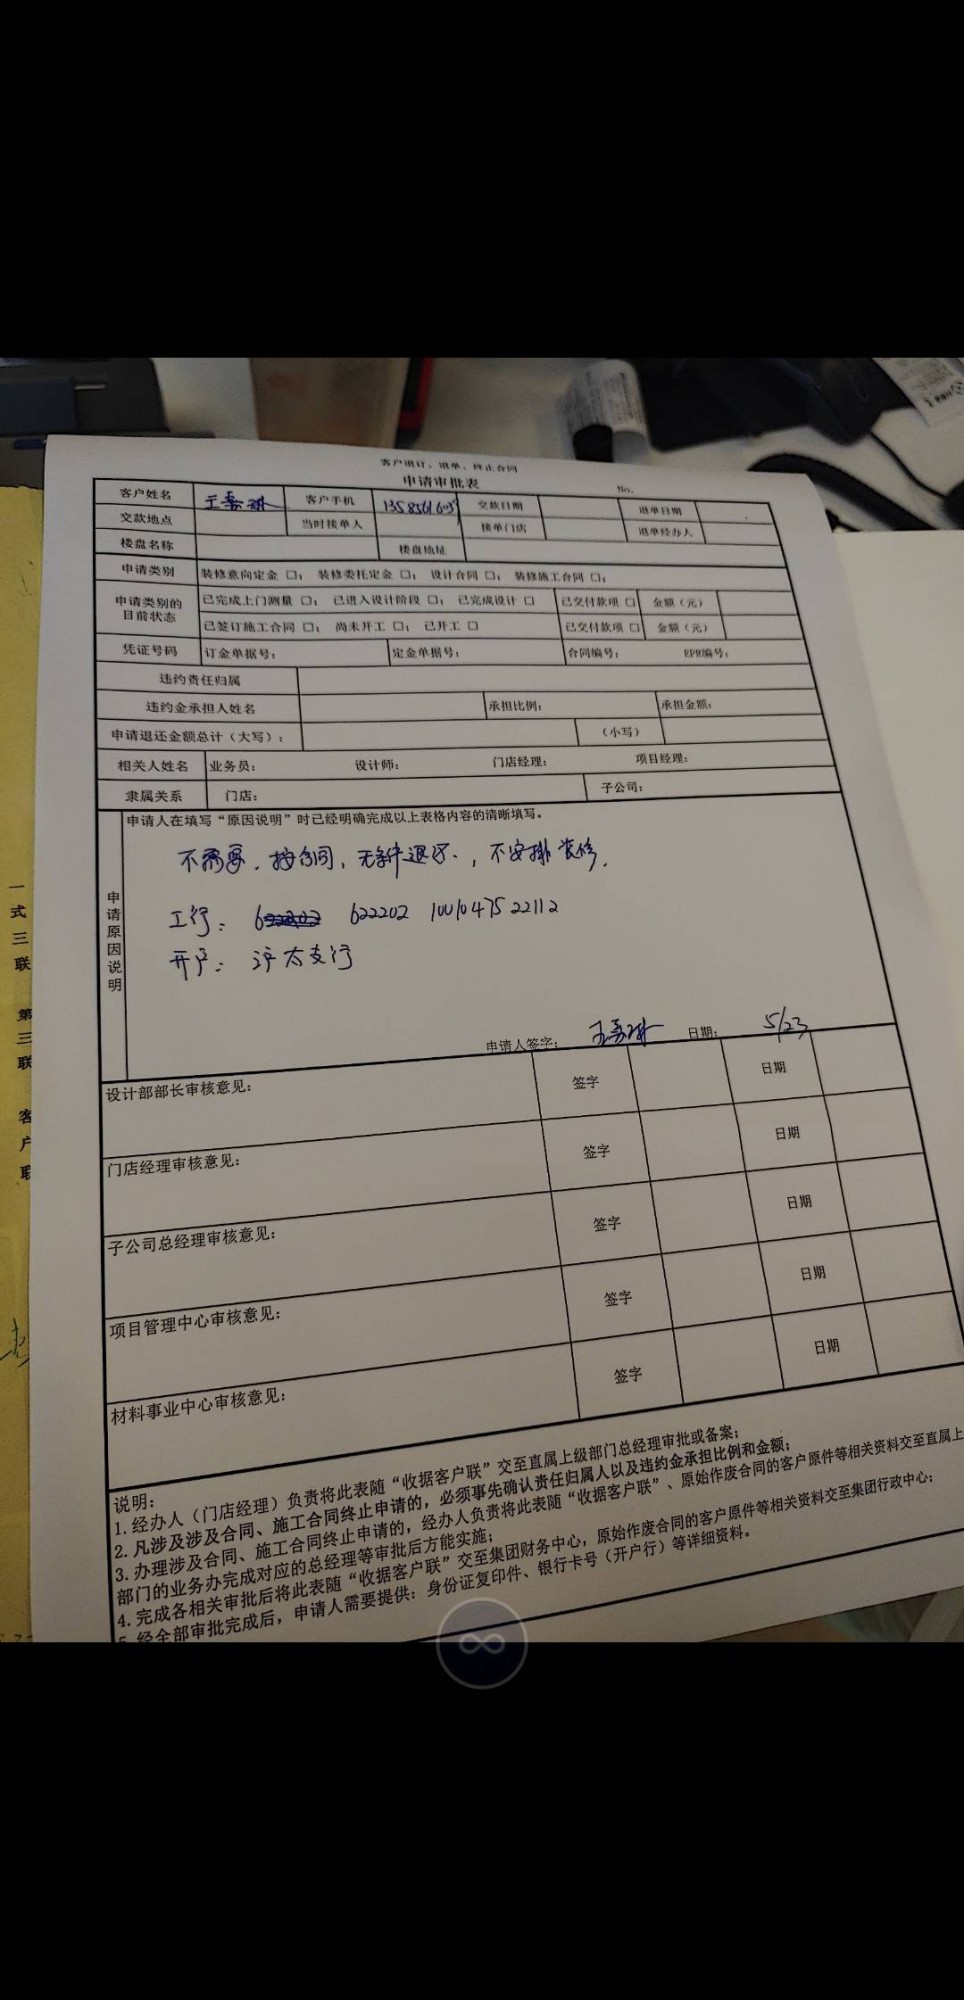 客户退订、退单、终止合同
申请审批表
No.
客户姓名 王嘉琳 客户手机 交款日期 退单日期
交款地点 当时接单人 接单门店 退单经办人
楼盘名称 楼盘地址
申请类别 装修意向定金 □; 装修委托定金 □; 设计合同 □; 装修施工合同 □;
申请类别的目前状态 已完成上门测量 □; 已进入设计阶段 □; 已完成设计 □ 已交付款项 □ 金额（元）
已签订施工合同 □; 尚未开工 □; 已开工 □ 已交付款项 □ 金额（元）
凭证号码 订金单据号: 定金单据号: 合同编号: EPR编号:
违约责任归属
违约金承担人姓名 承担比例: 承担金额:
申请退还金额总计（大写）: （小写）
相关人姓名 业务员: 设计师: 门店经理: 项目经理:
隶属关系 门店: 子公司:
申请人在填写“原因说明”时已经明确完成以上表格内容的清晰填写。
申请原因说明
不需要. 按合同, 无条件退还., 不安排装修.
工行: 622202 1001047522112
开户: 沪太支行
申请人签字: 王嘉琳 日期: 5/23
设计部部长审核意见: 签字 日期
门店经理审核意见: 签字 日期
子公司总经理审核意见: 签字 日期
项目管理中心审核意见: 签字 日期
材料事业中心审核意见: 签字 日期
说明:
1. 经办人（门店经理）负责将此表随“收据客户联”交至直属上级部门总经理审批或备案;
2. 凡涉及涉及合同、施工合同终止申请的, 必须事先确认责任归属人以及违约金承担比例和金额;
3. 办理涉及合同、施工合同终止申请的, 经办人负责将此表随“收据客户联”、原始作废合同的客户原件等相关资料交至直属上
部门的业务办完成对应的总经理等审批后方能实施;
4. 完成各相关审批后将此表随“收据客户联”交至集团财务中心, 原始作废合同的客户原件等相关资料交至集团行政中心;
5. 经全部审批完成后, 申请人需要提供: 身份证复印件、银行卡号（开户行）等详细资料。
一式三联 第三联 客户联